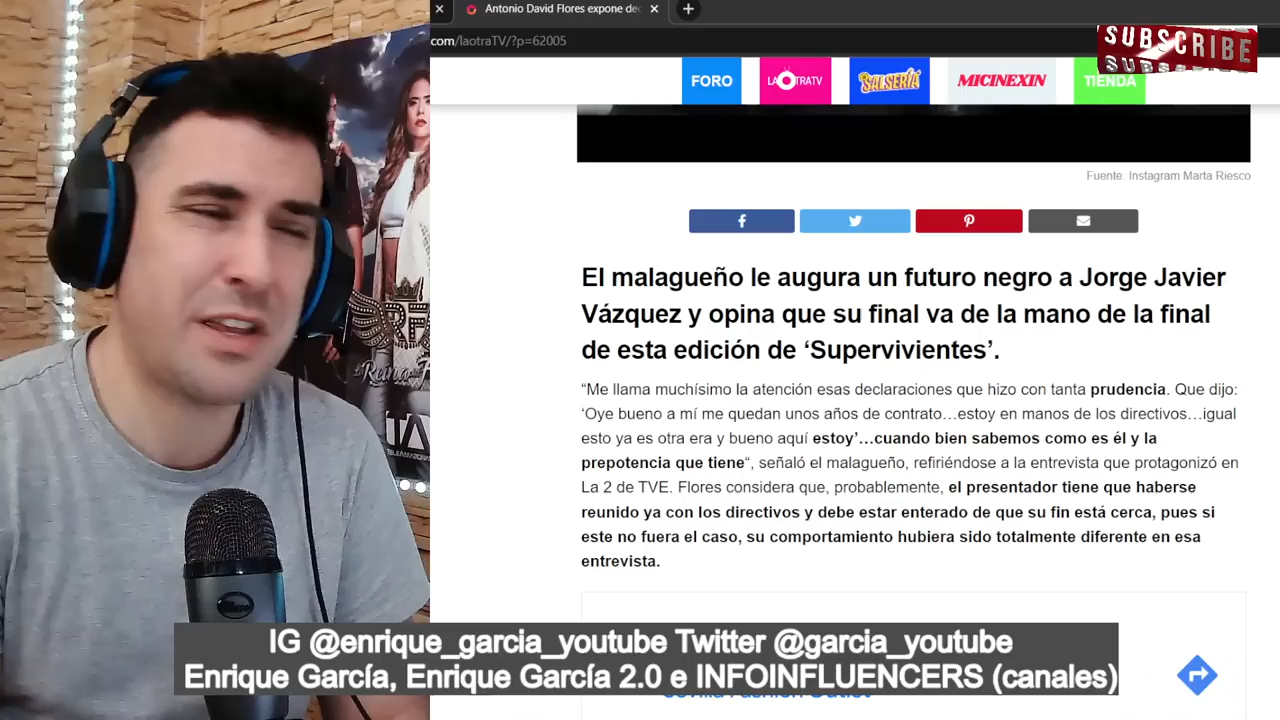 Antonio David Flores expone de
com/laotraTV/?p=62005
SUBSCRIBE
FORO
LAOTRATV
SALSERÍA
MICINEXIN
TIENDA
Fuente: Instagram Marta Riesco
El malagueño le augura un futuro negro a Jorge Javier
Vázquez y opina que su final va de la mano de la final
de esta edición de ‘Supervivientes’.
“Me llama muchísimo la atención esas declaraciones que hizo con tanta prudencia. Que dijo:
‘Oye bueno a mí me quedan unos años de contrato…estoy en manos de los directivos…igual
esto ya es otra era y bueno aquí estoy’…cuando bien sabemos como es él y la
prepotencia que tiene“, señaló el malagueño, refiriéndose a la entrevista que protagonizó en
La 2 de TVE. Flores considera que, probablemente, el presentador tiene que haberse
reunido ya con los directivos y debe estar enterado de que su fin está cerca, pues si
este no fuera el caso, su comportamiento hubiera sido totalmente diferente en esa
entrevista.
IG @enrique_garcia_youtube Twitter @garcia_youtube
Enrique García, Enrique García 2.0 e INFOINFLUENCERS (canales)